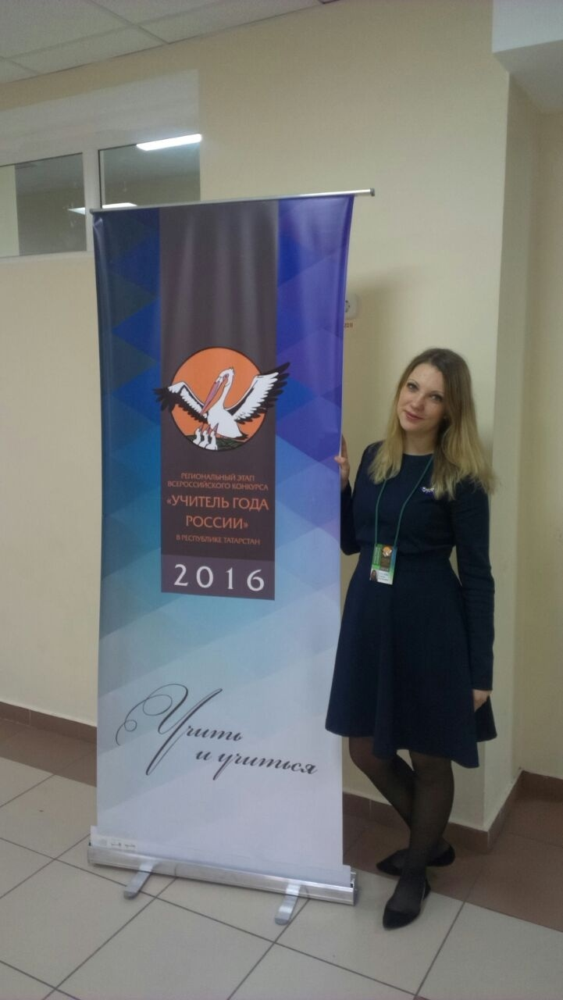 РЕГИОНАЛЬНЫЙ ЭТАП
ВСЕРОССИЙСКОГО КОНКУРСА
«УЧИТЕЛЬ ГОДА
РОССИИ»
В РЕСПУБЛИКЕ ТАТАРСТАН
2016
Учить
и учиться